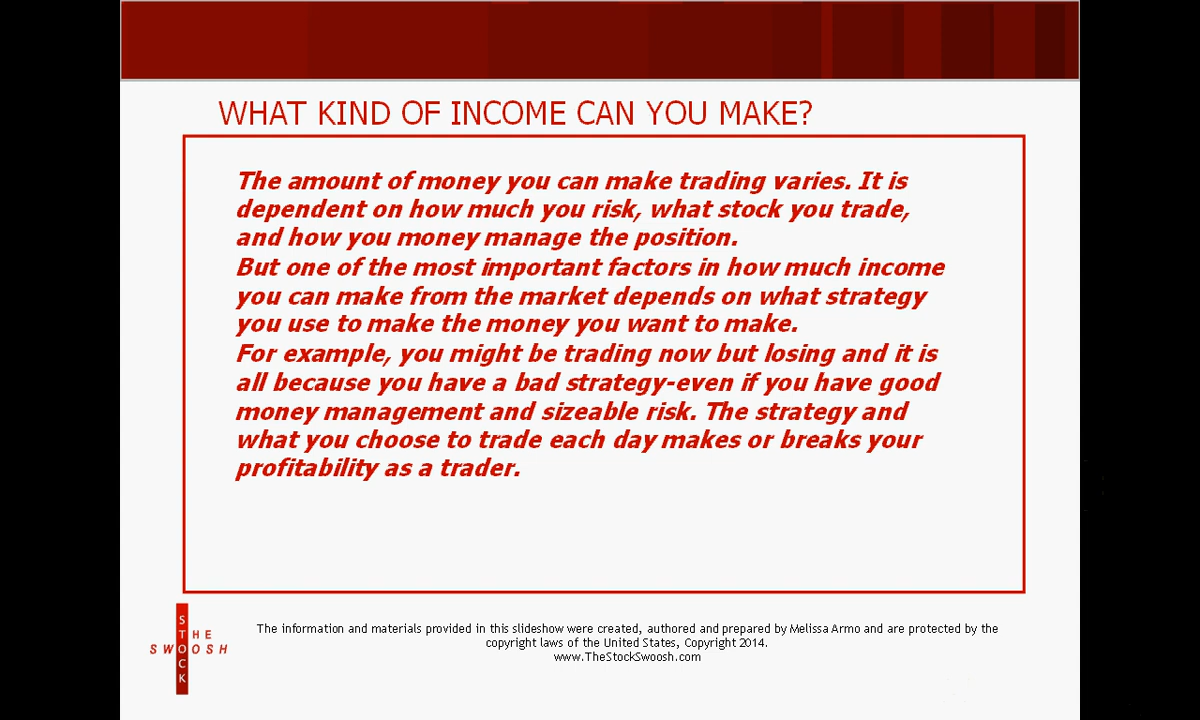 WHAT KIND OF INCOME CAN YOU MAKE?
The amount of money you can make trading varies. It is
dependent on how much you risk, what stock you trade,
and how you money manage the position.
But one of the most important factors in how much income
you can make from the market depends on what strategy
you use to make the money you want to make.
For example, you might be trading now but losing and it is
all because you have a bad strategy-even if you have good
money management and sizeable risk. The strategy and
what you choose to trade each day makes or breaks your
profitability as a trader.
THE
STOCK
SWOOSH
The information and materials provided in this slideshow were created, authored and prepared by Melissa Armo and are protected by the
copyright laws of the United States, Copyright 2014.
www.TheStockSwoosh.com